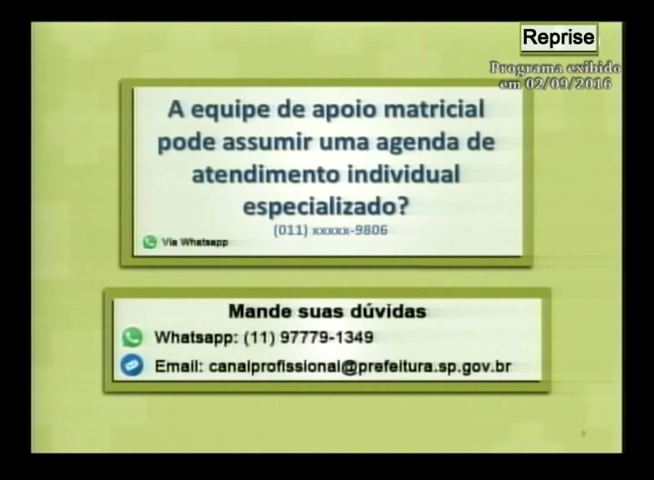 Reprise
Programa exibido
em 02/09/2016
A equipe de apoio matricial
pode assumir uma agenda de
atendimento individual
especializado?
(011) xxxxx-9806
Via Whatsapp
Mande suas dúvidas
Whatsapp: (11) 97779-1349
Email: canalprofissional@prefeitura.sp.gov.br